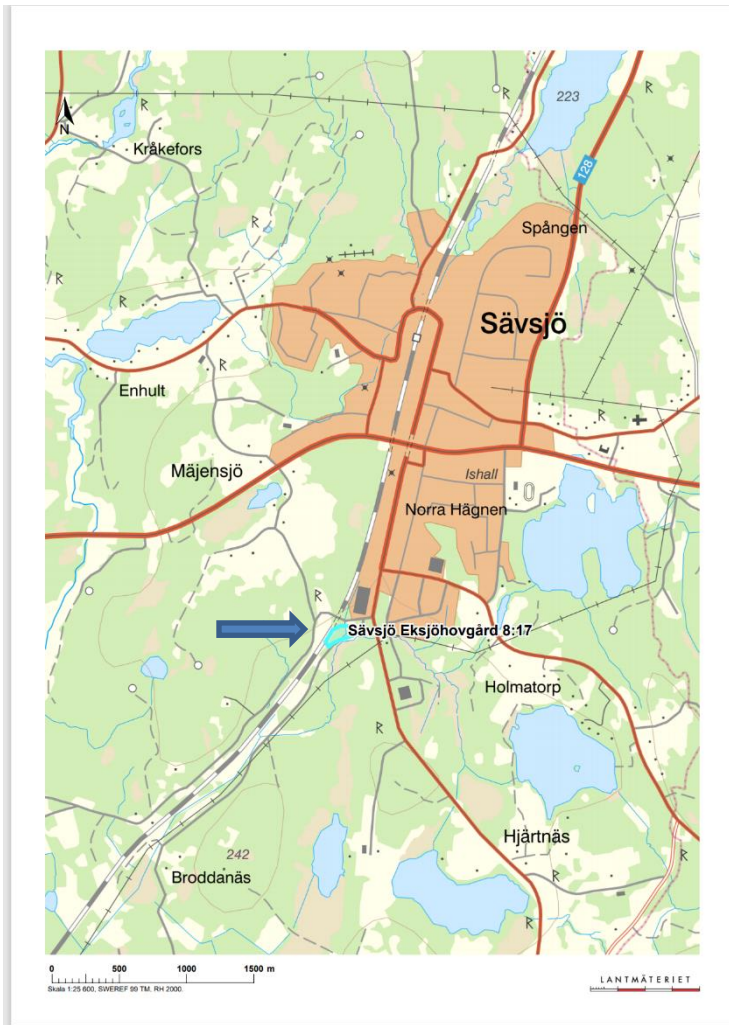 223
N
Kråkefors
128
Spången
Sävsjö
Enhult
Mäjensjö
Ishall
Norra Hägnen
R
Sävsjö Eksjöhovgård 8:17
Holmatorp
Hjärtnäs
242
Broddanäs
0 500 1000 1500 m
Skala 1:25 600, SWEREF 99 TM, RH 2000.
LANTMÄTERIET